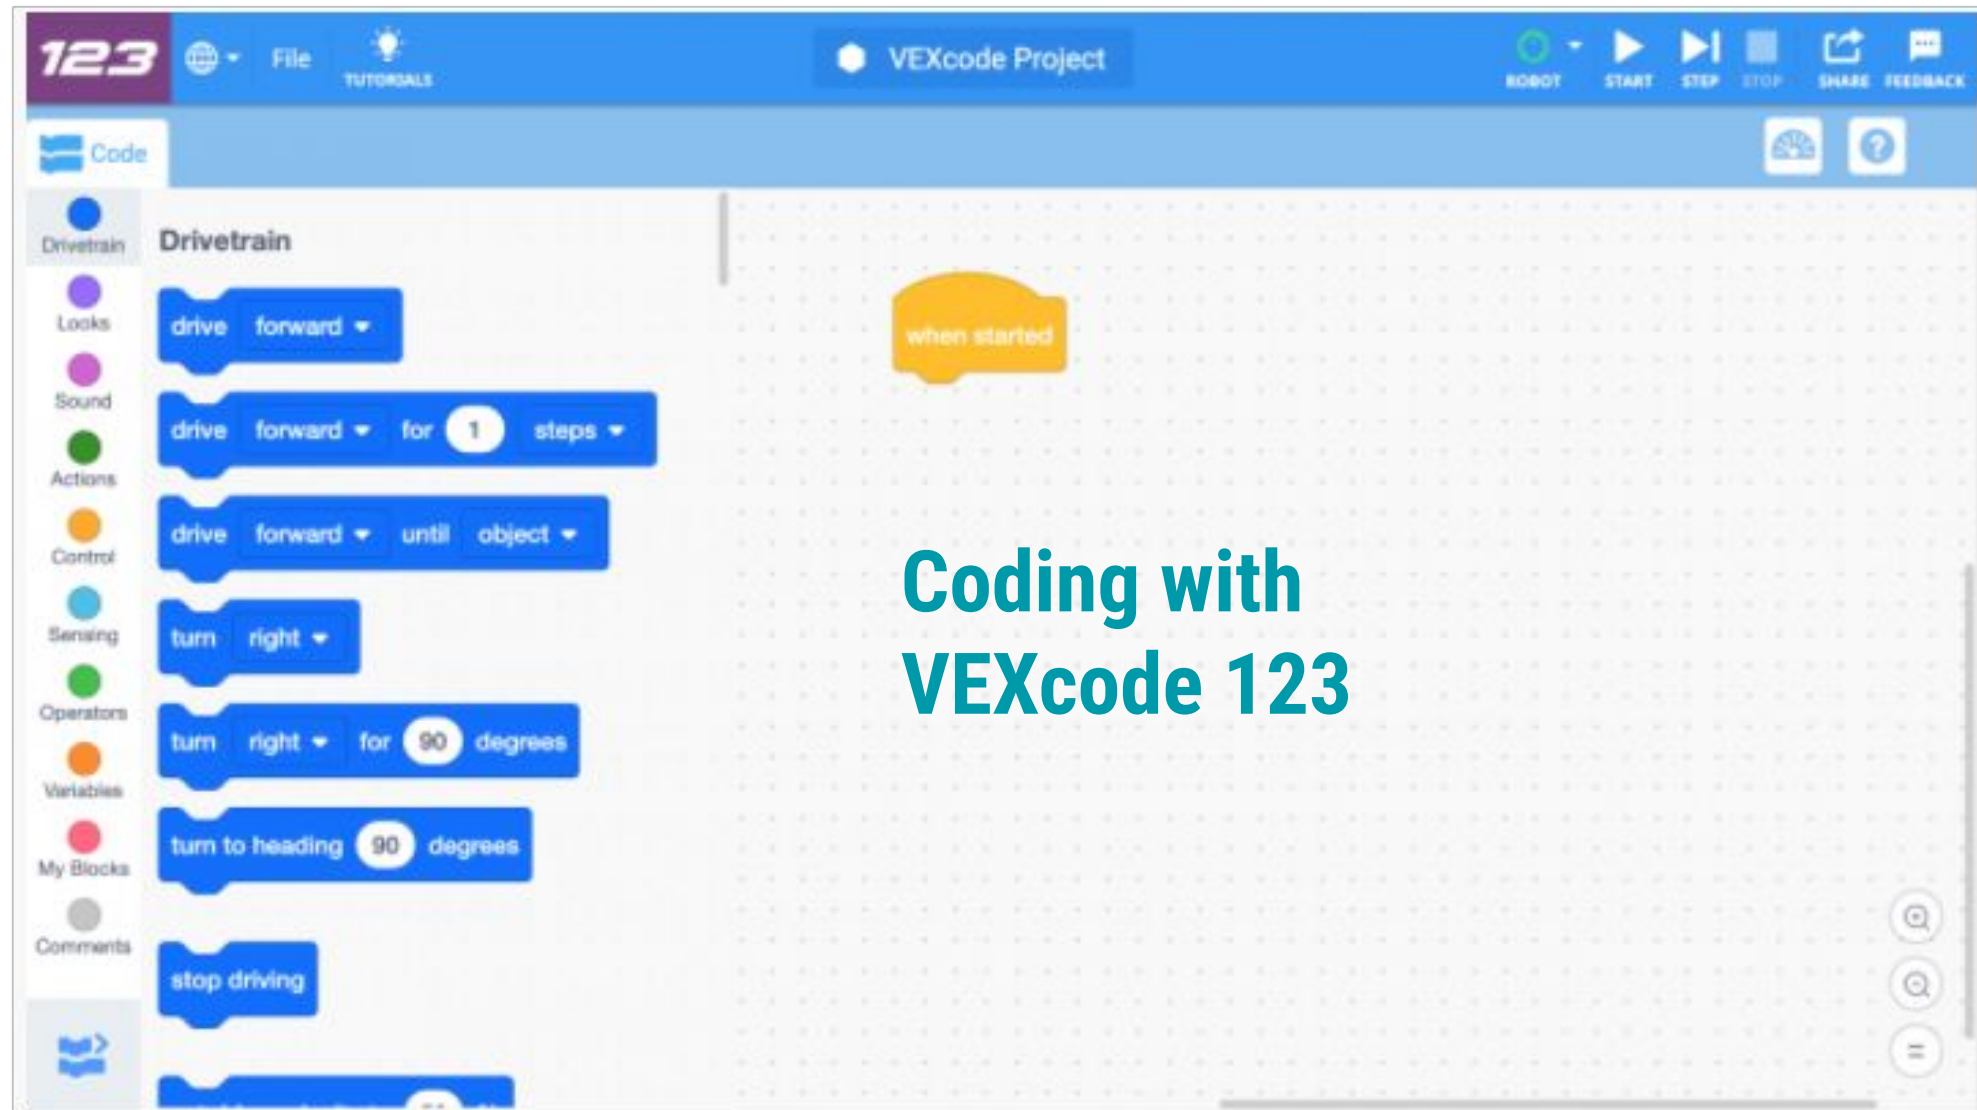 123 File TUTORIALS VEXcode Project ROBOT START STEP STOP SHARE FEEDBACK
Code
Drivetrain
Looks
Sound
Actions
Control
Sensing
Operators
Variables
My Blocks
Comments
Drivetrain
drive forward
drive forward for 1 steps
drive forward until object
turn right
turn right for 90 degrees
turn to heading 90 degrees
stop driving
when started
Coding with
VEXcode 123